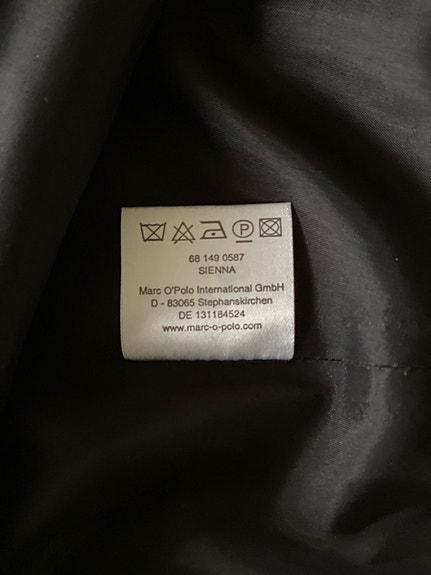 P
68 149 0587
SIENNA
Marc O'Polo International GmbH
D - 83065 Stephanskirchen
DE 131184524
www.marc-o-polo.com